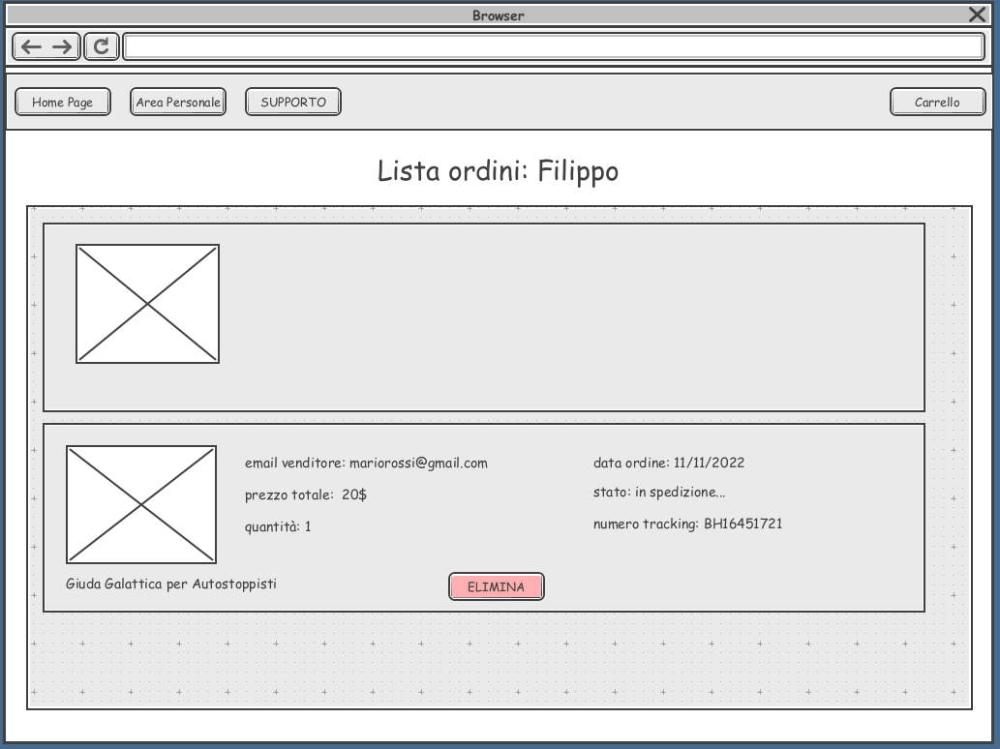 Browser
Home Page
Area Personale
SUPPORTO
Carrello
Lista ordini: Filippo
email venditore: mariorossi@gmail.com
data ordine: 11/11/2022
prezzo totale: 20$
stato: in spedizione...
quantità: 1
numero tracking: BH16451721
Giuda Galattica per Autostoppisti
ELIMINA